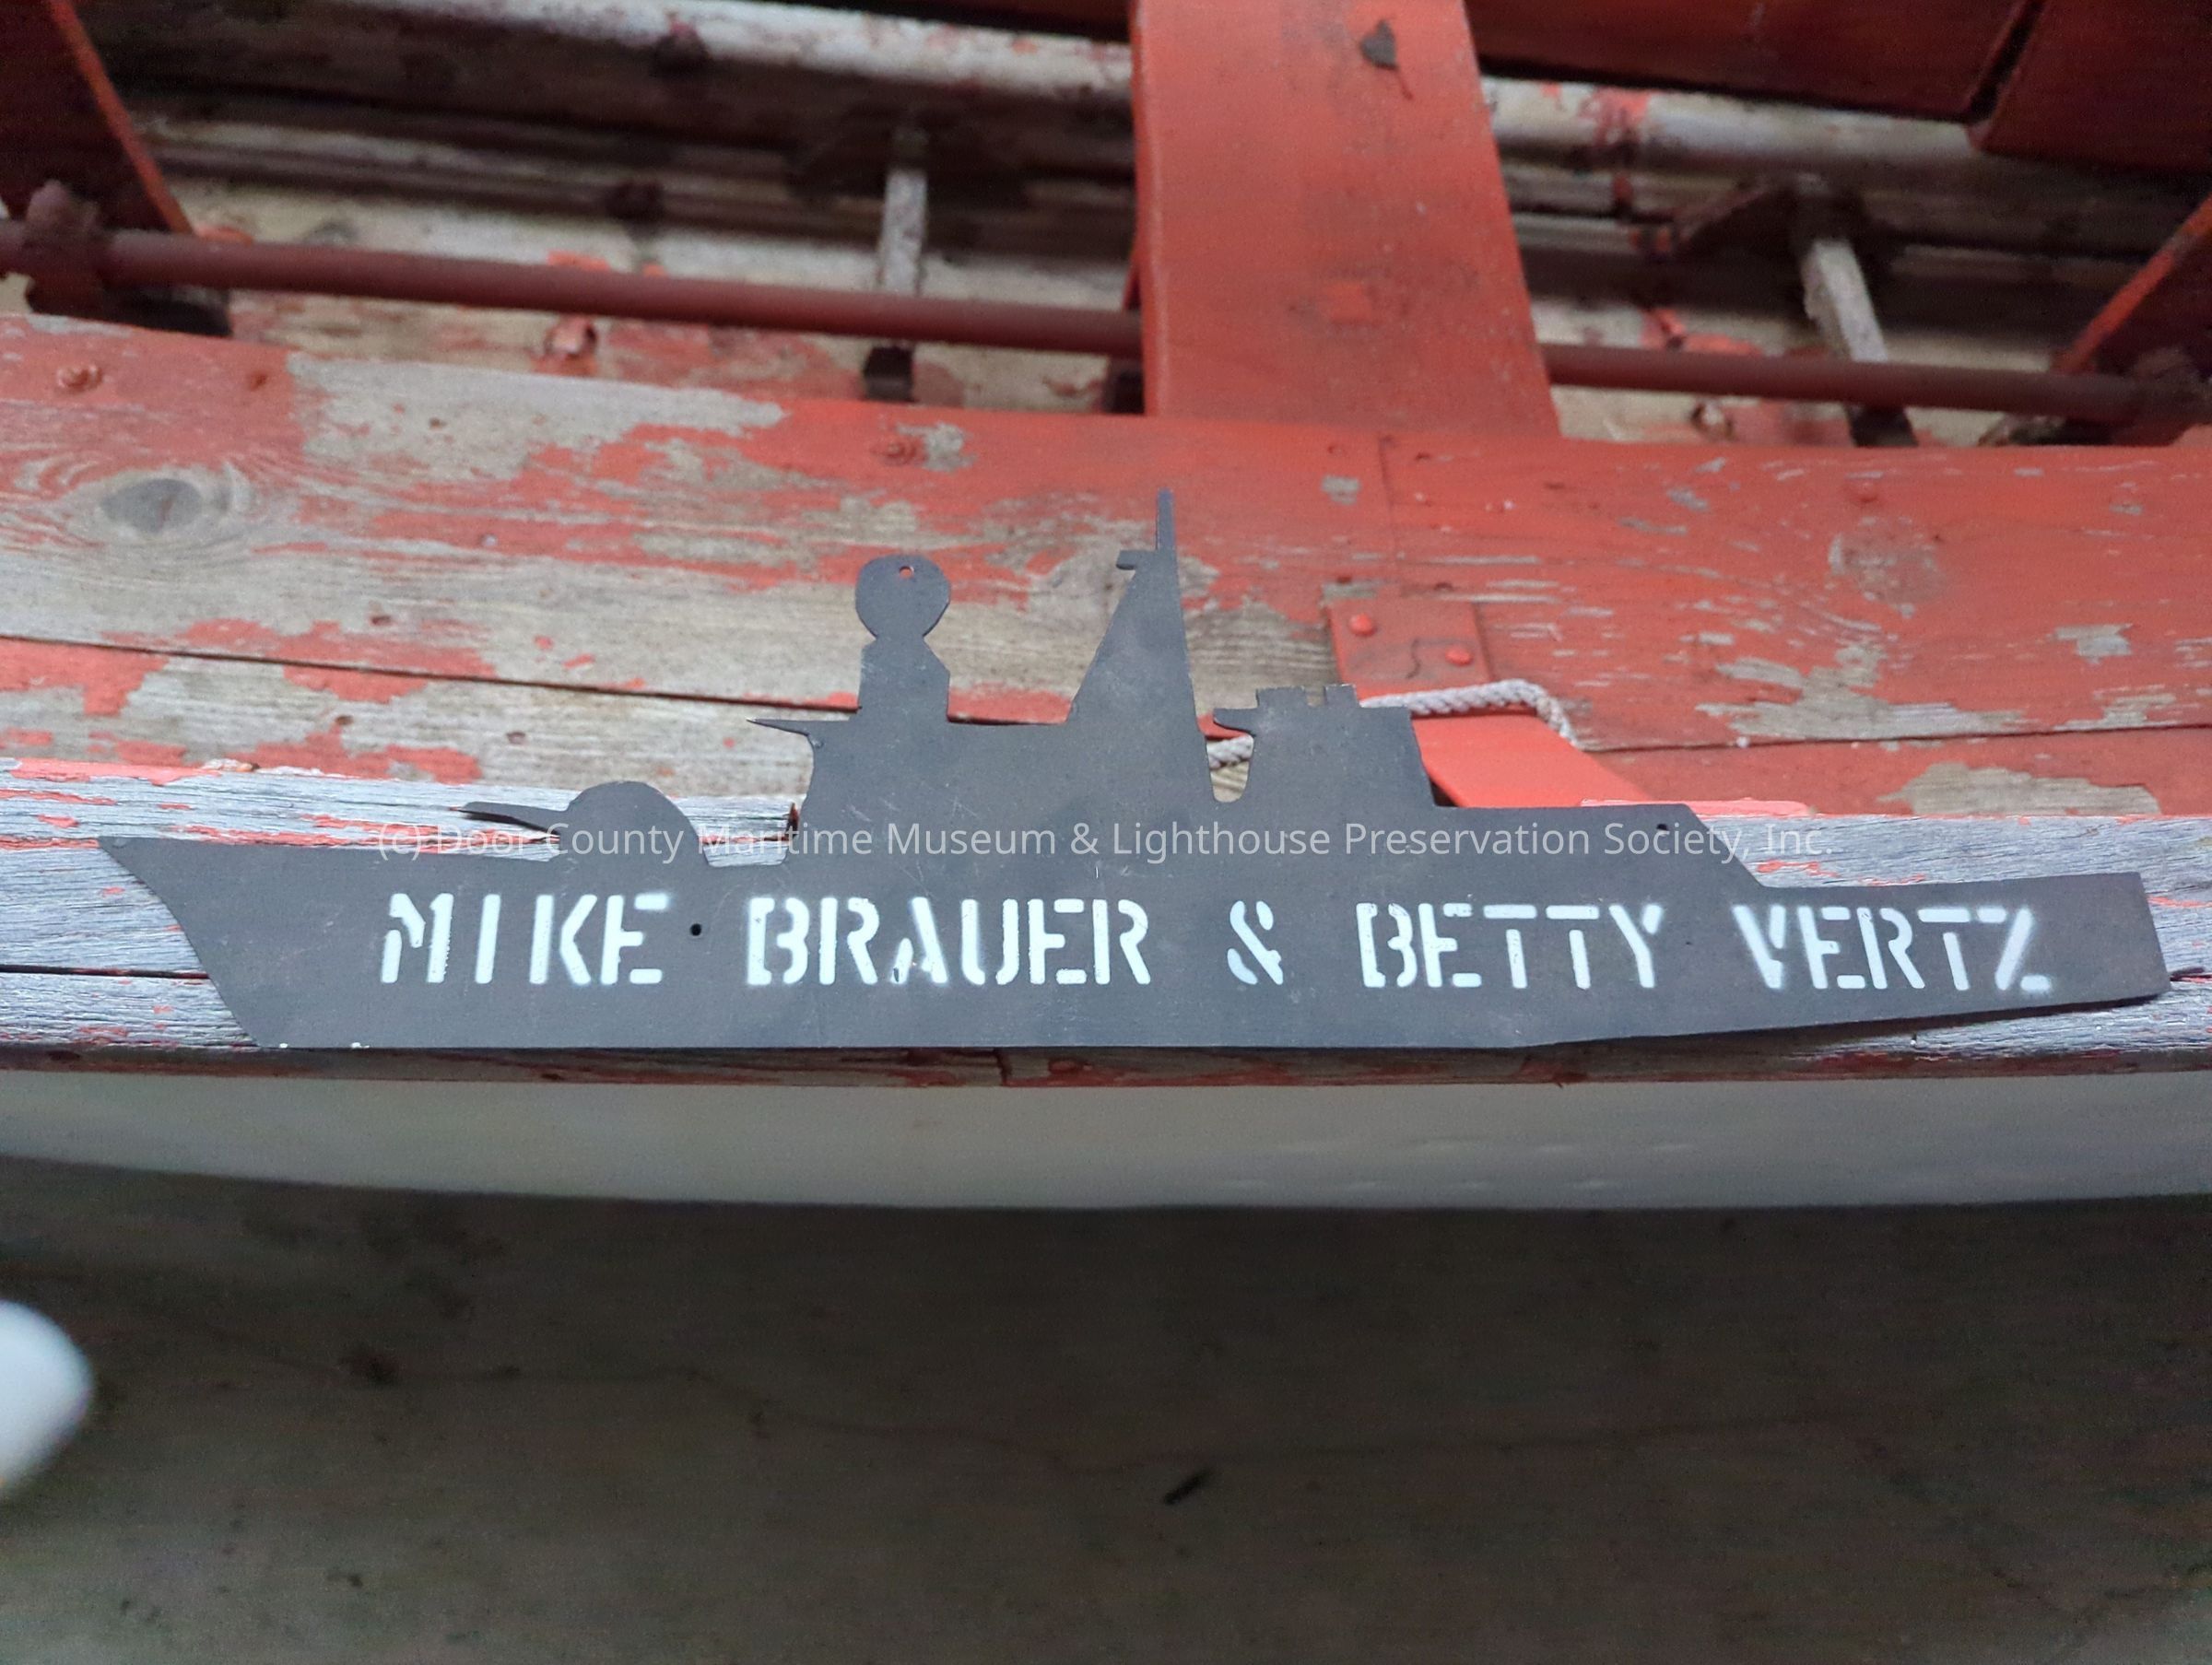 (c) Door County Maritime Museum & Lighthouse Preservation Society, Inc.
MIKE BRAUER & BETTY VERTZ